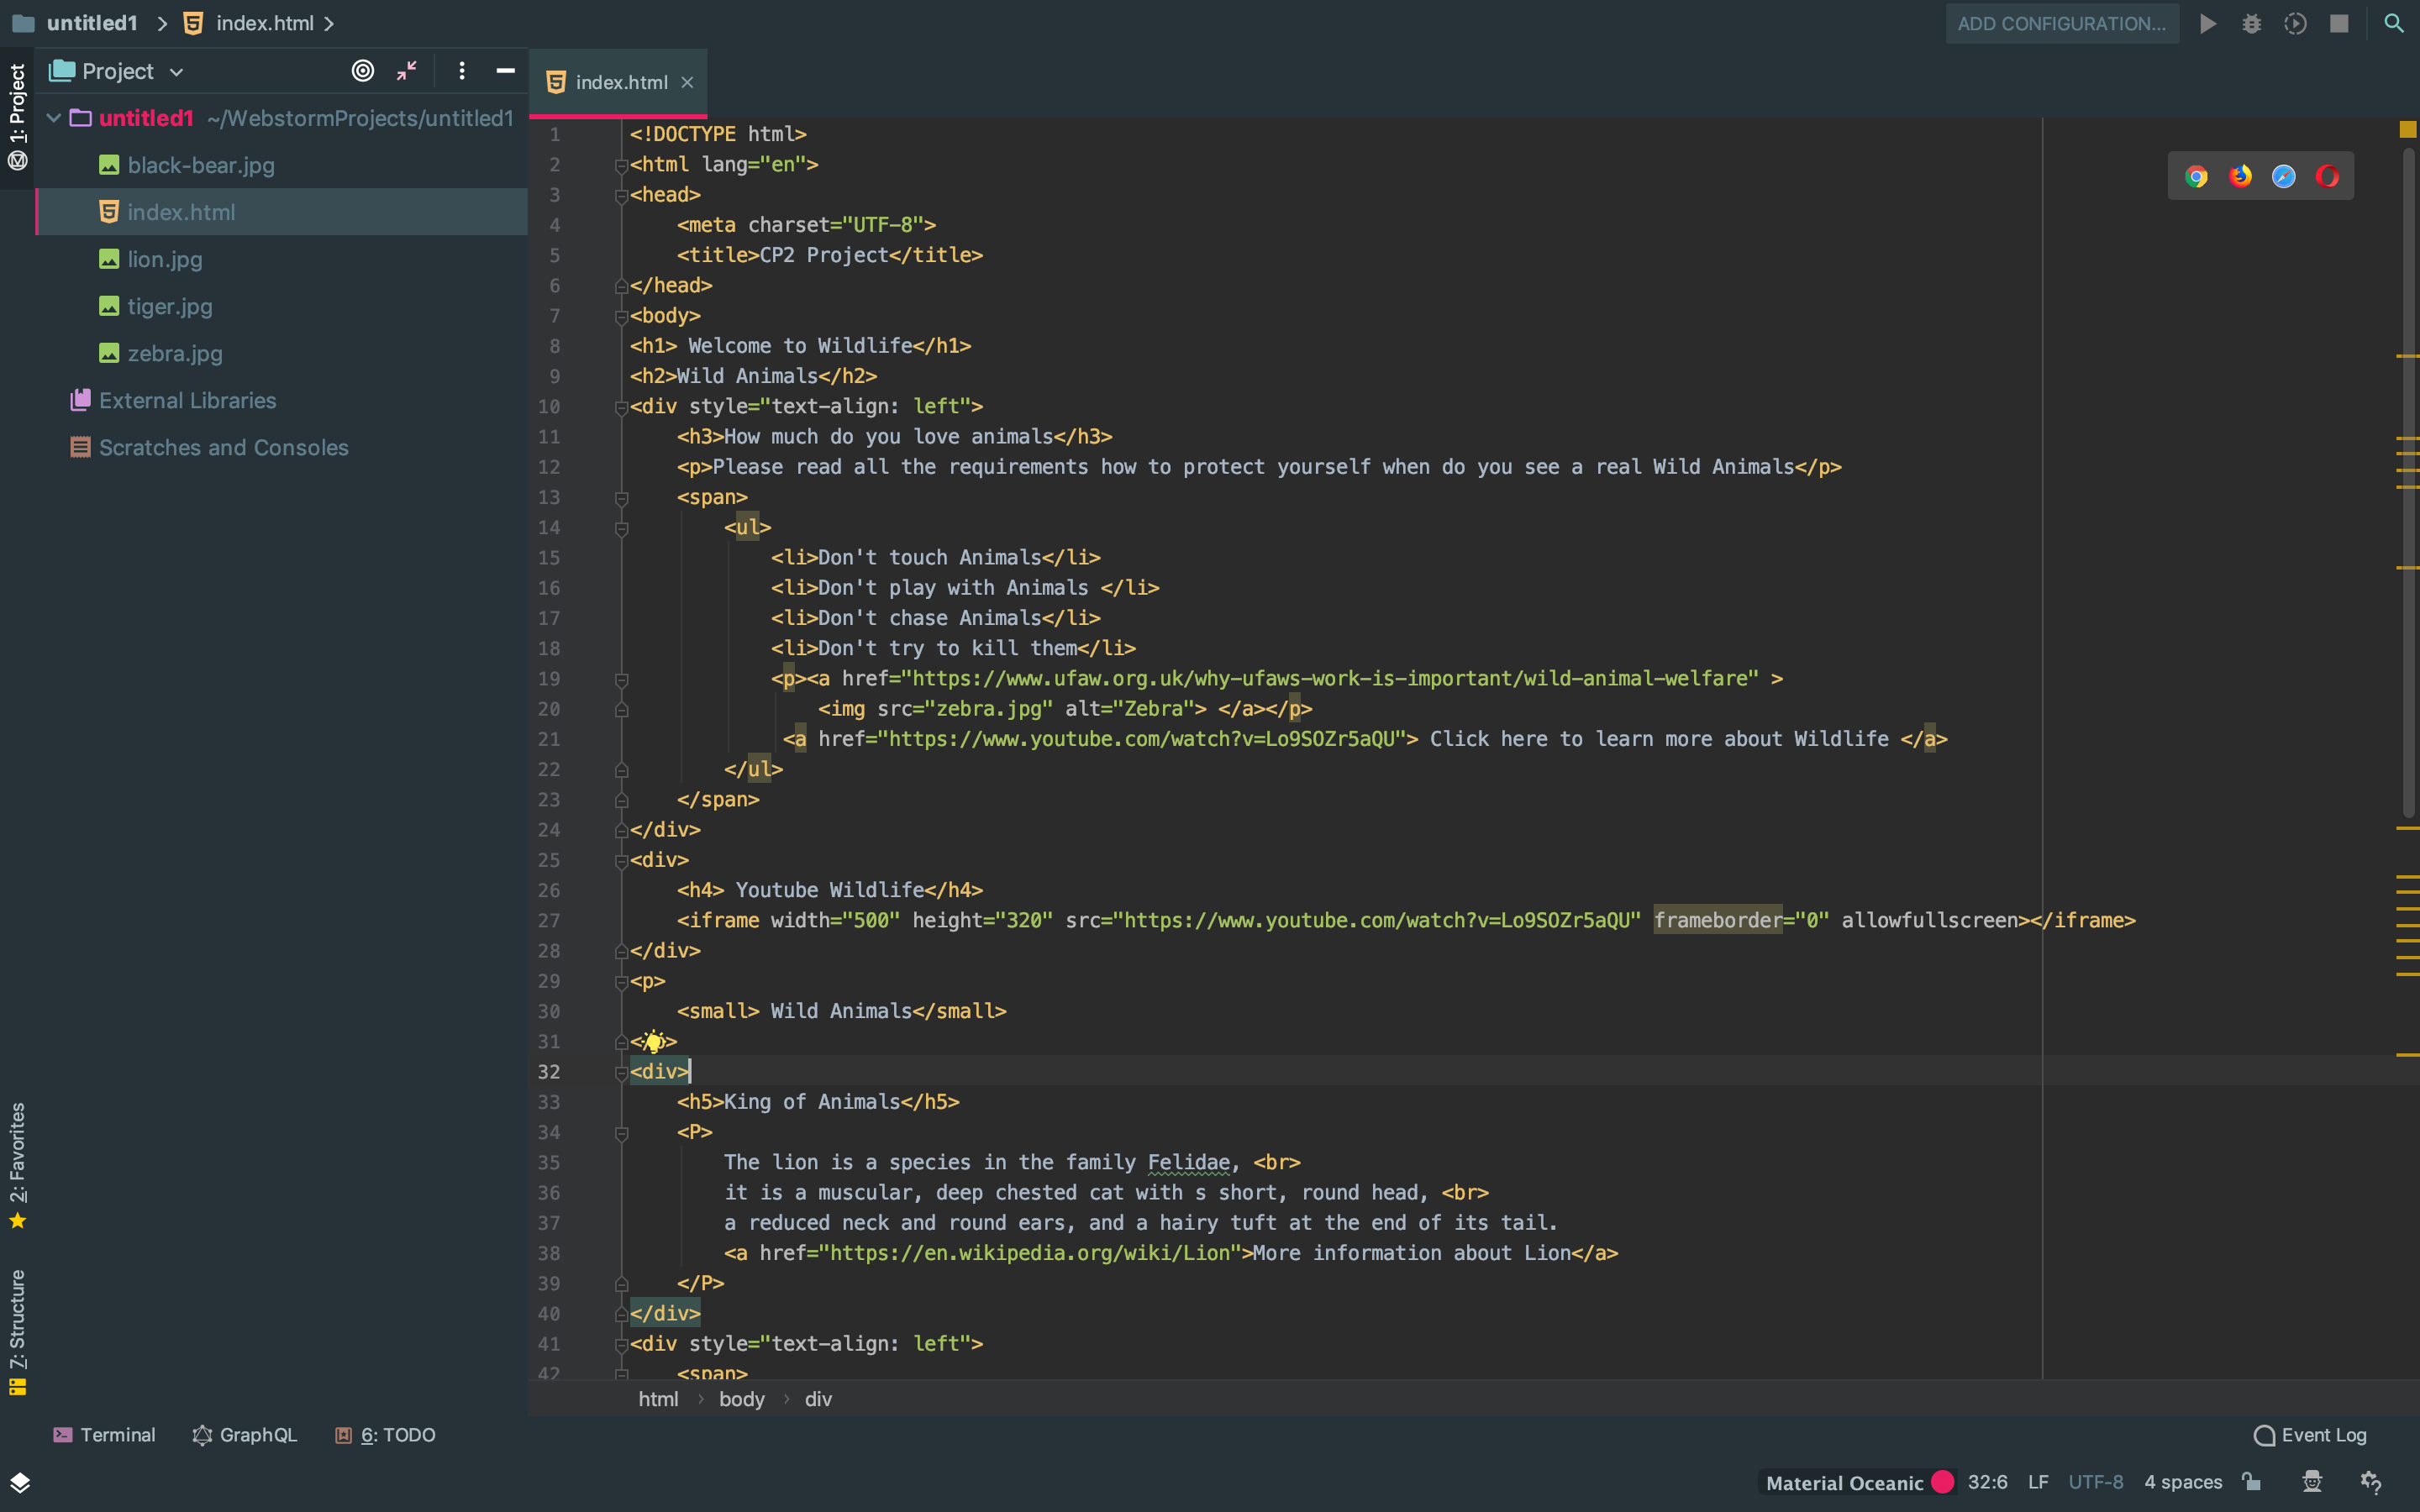 untitled1 index.html
ADD CONFIGURATION...
1: Project
Project
untitled1 ~/WebstormProjects/untitled1
black-bear.jpg
index.html
lion.jpg
tiger.jpg
zebra.jpg
External Libraries
Scratches and Consoles
2: Favorites
7: Structure
index.html
1 <!DOCTYPE html>
2 <html lang="en">
3 <head>
4 <meta charset="UTF-8">
5 <title>CP2 Project</title>
6 </head>
7 <body>
8 <h1> Welcome to Wildlife</h1>
9 <h2>Wild Animals</h2>
10 <div style="text-align: left">
11 <h3>How much do you love animals</h3>
12 <p>Please read all the requirements how to protect yourself when do you see a real Wild Animals</p>
13 <span>
14 <ul>
15 <li>Don't touch Animals</li>
16 <li>Don't play with Animals </li>
17 <li>Don't chase Animals</li>
18 <li>Don't try to kill them</li>
19 <p><a href="https://www.ufaw.org.uk/why-ufaws-work-is-important/wild-animal-welfare" >
20 <img src="zebra.jpg" alt="Zebra"> </a></p>
21 <a href="https://www.youtube.com/watch?v=Lo9SOZr5aQU"> Click here to learn more about Wildlife </a>
22 </ul>
23 </span>
24 </div>
25 <div>
26 <h4> Youtube Wildlife</h4>
27 <iframe width="500" height="320" src="https://www.youtube.com/watch?v=Lo9SOZr5aQU" frameborder="0" allowfullscreen></iframe>
28 </div>
29 <p>
30 <small> Wild Animals</small>
31 </p>
32 <div>
33 <h5>King of Animals</h5>
34 <P>
35 The lion is a species in the family Felidae, <br>
36 it is a muscular, deep chested cat with s short, round head, <br>
37 a reduced neck and round ears, and a hairy tuft at the end of its tail.
38 <a href="https://en.wikipedia.org/wiki/Lion">More information about Lion</a>
39 </P>
40 </div>
41 <div style="text-align: left">
42 <span>
html body div
Terminal GraphQL 6: TODO Event Log
Material Oceanic 32:6 LF UTF-8 4 spaces